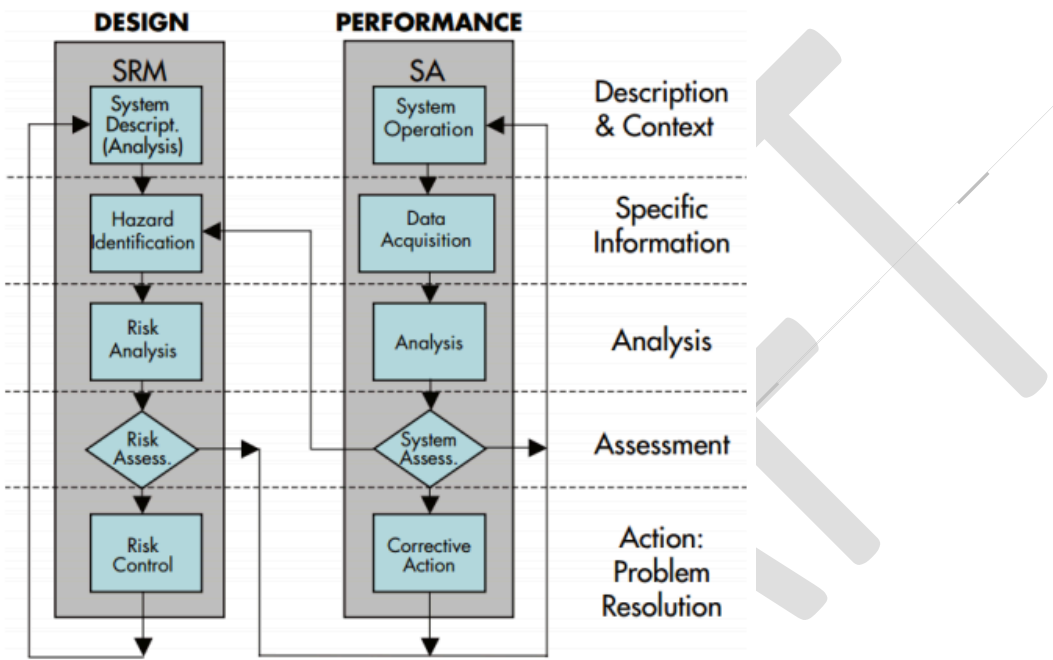 DESIGN
PERFORMANCE
SRM
SA
System
Descript.
(Analysis)
System
Operation
Description
& Context
Hazard
Identification
Data
Acquisition
Specific
Information
Risk
Analysis
Analysis
Analysis
Risk
Assess.
System
Assess.
Assessment
Risk
Control
Corrective
Action
Action:
Problem
Resolution